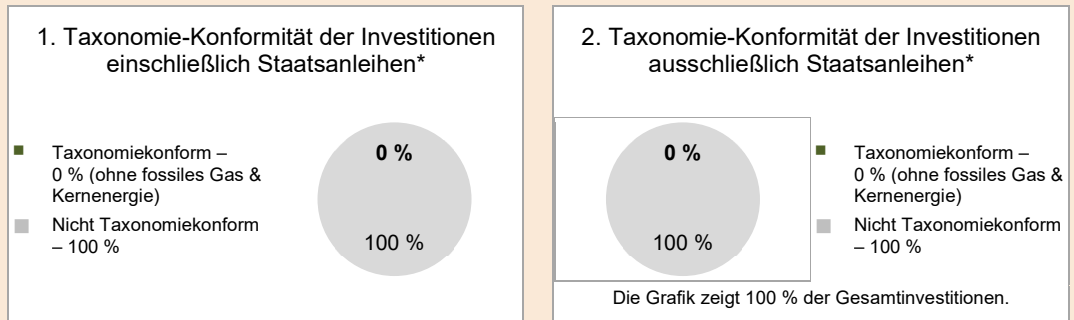 1. Taxonomie-Konformität der Investitionen
einschließlich Staatsanleihen*
Taxonomiekonform –
0 % (ohne fossiles Gas &
Kernenergie)
Nicht Taxonomiekonform
– 100 %
0 %
100 %
2. Taxonomie-Konformität der Investitionen
ausschließlich Staatsanleihen*
0 %
100 %
Taxonomiekonform –
0 % (ohne fossiles Gas &
Kernenergie)
Nicht Taxonomiekonform
– 100 %
Die Grafik zeigt 100 % der Gesamtinvestitionen.